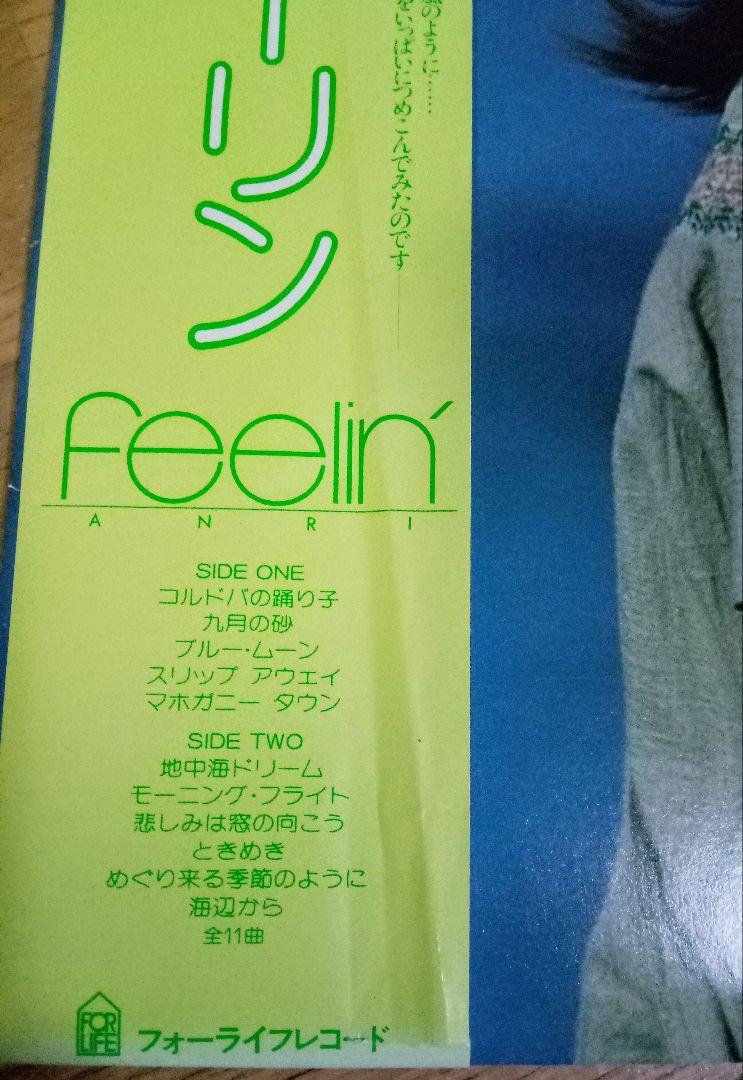 のように……
をいっぱいにつめこんでみたのです
ーリン
feelin'
ANRI
SIDE ONE
コルドバの踊り子
九月の砂
ブルー・ムーン
スリップ アウェイ
マホガニー タウン
SIDE TWO
地中海ドリーム
モーニング・フライト
悲しみは窓の向こう
ときめき
めぐり来る季節のように
海辺から
全11曲
FOR LIFE
フォーライフレコード